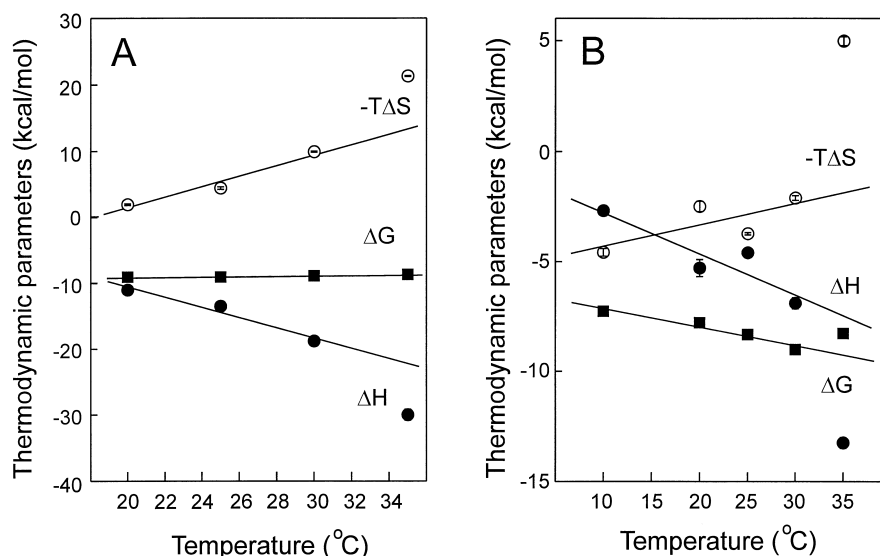 A
Thermodynamic parameters (kcal/mol)
30
20
10
0
-10
-20
-30
-40
-TΔS
ΔG
ΔH
20 22 24 26 28 30 32 34
Temperature (°C)
B
Thermodynamic parameters (kcal/mol)
5
0
-5
-10
-15
-TΔS
ΔH
ΔG
10 15 20 25 30 35
Temperature (°C)